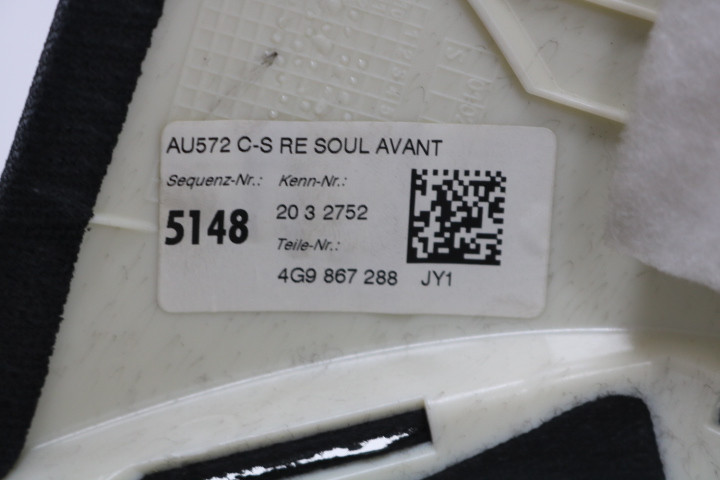 AU572 C-S RE SOUL AVANT
Sequenz-Nr.: Kenn-Nr.:
5148 20 3 2752
Teile-Nr.:
4G9 867 288 JY1